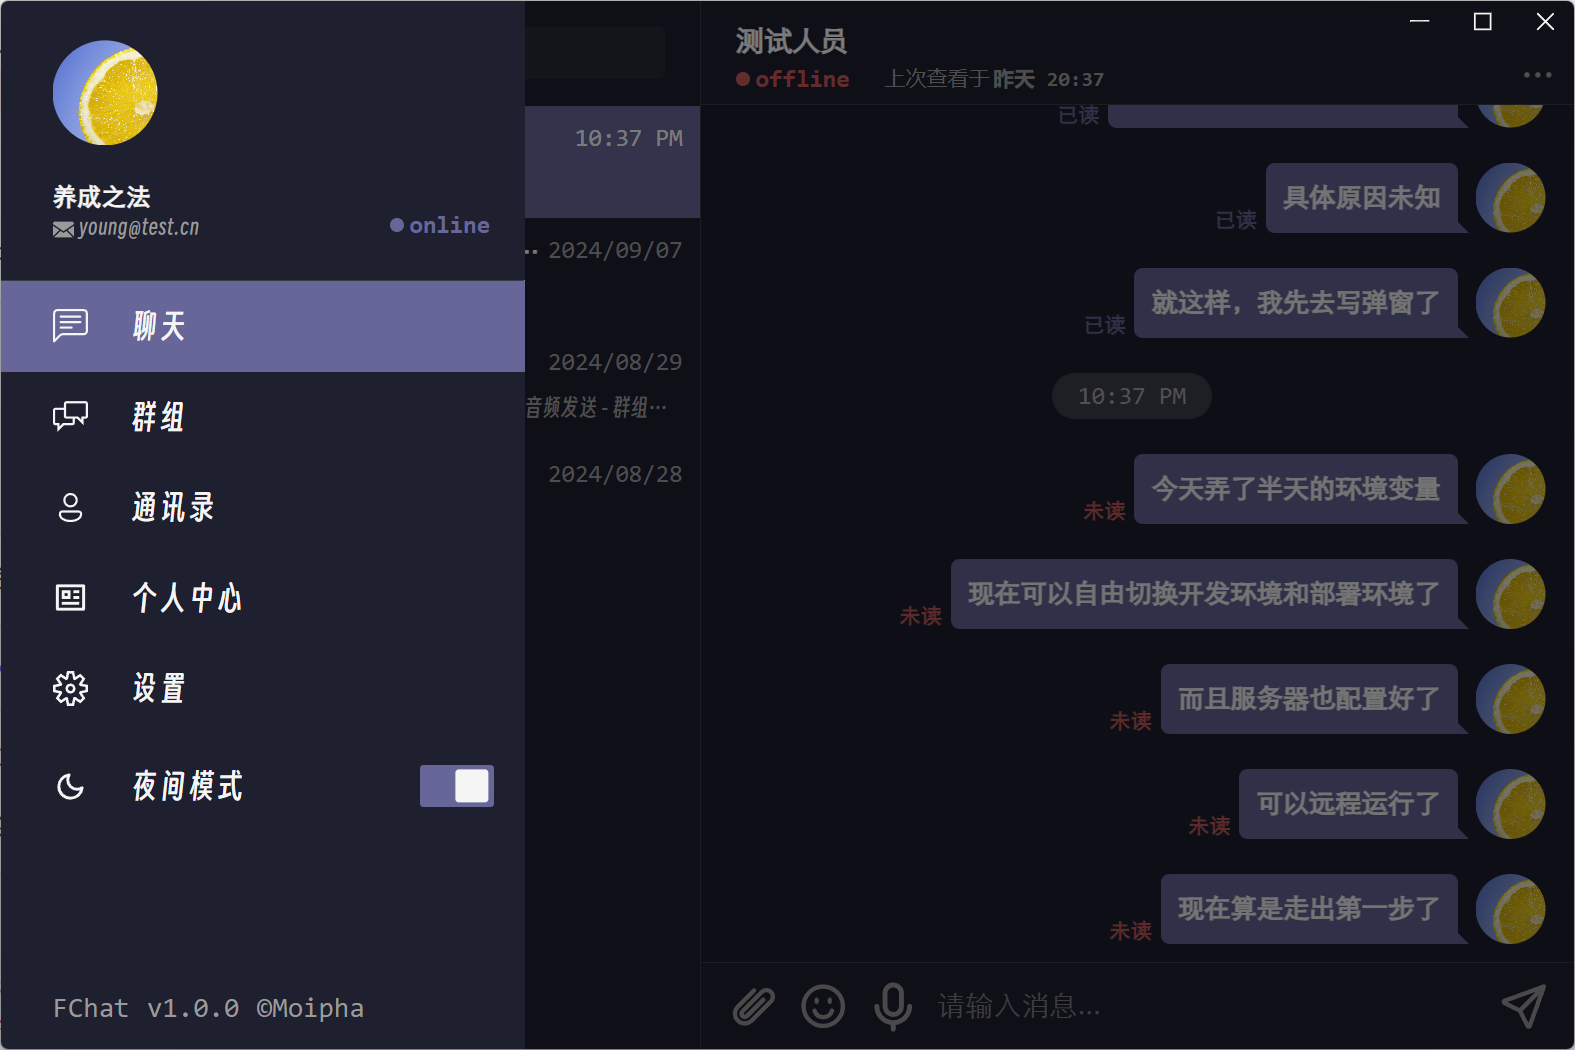 养成之法
young@test.cn
online
聊天
群组
通讯录
个人中心
设置
夜间模式
FChat v1.0.0 ©Moipha
10:37 PM
2024/09/07
2024/08/29
音频发送 - 群组…
2024/08/28
测试人员
offline 上次查看于 昨天 20:37
已读
具体原因未知
已读
就这样，我先去写弹窗了
已读
10:37 PM
今天弄了半天的环境变量
未读
现在可以自由切换开发环境和部署环境了
未读
而且服务器也配置好了
未读
可以远程运行了
未读
现在算是走出第一步了
未读
请输入消息...